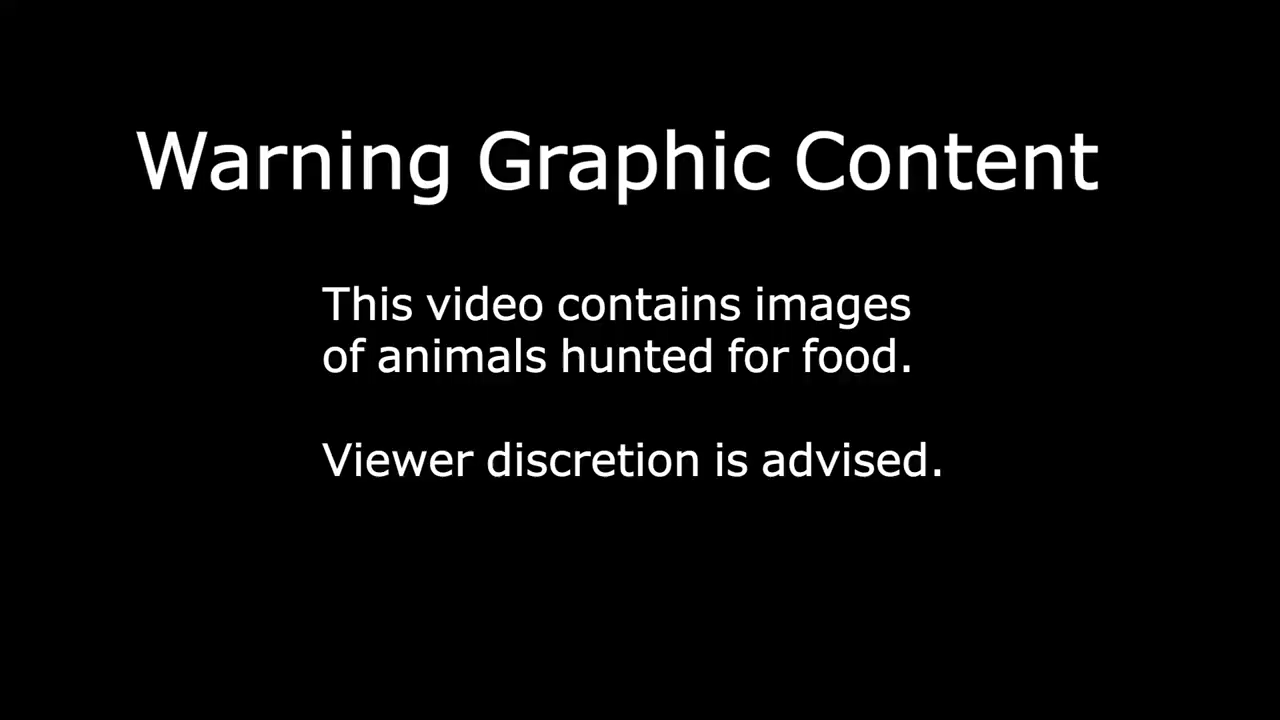 Warning Graphic Content
This video contains images
of animals hunted for food.
Viewer discretion is advised.